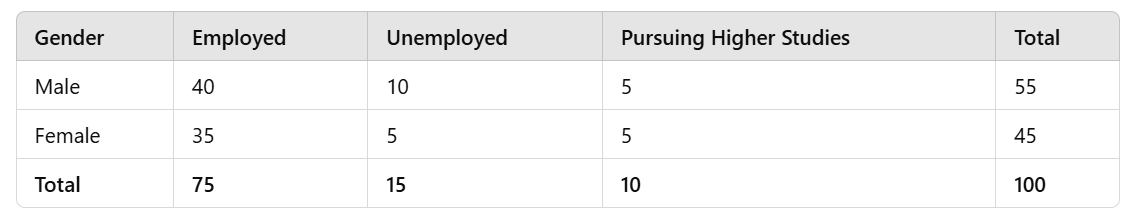 Gender Employed Unemployed Pursuing Higher Studies Total
Male 40 10 5 55
Female 35 5 5 45
Total 75 15 10 100